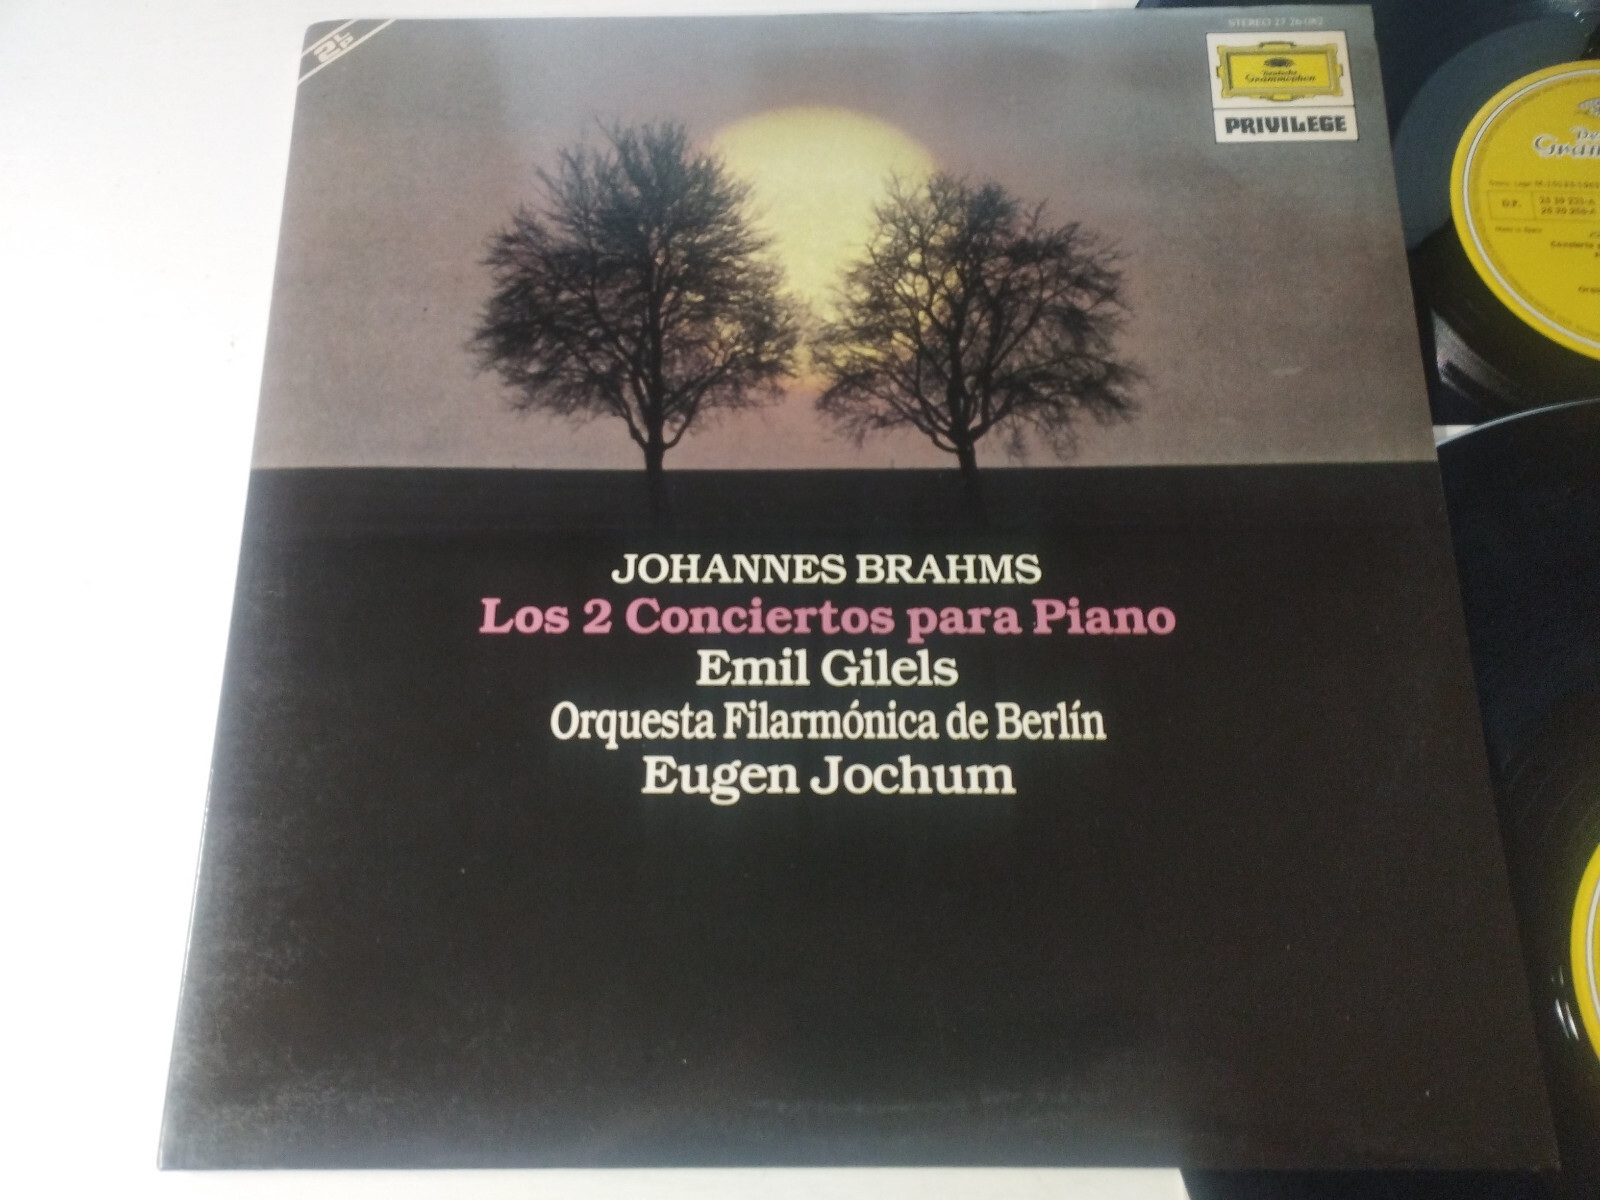 2LP
STEREO 27 26 082
Deutsche
Grammophon
PRIVILEGE
JOHANNES BRAHMS
Los 2 Conciertos para Piano
Emil Gilels
Orquesta Filarmónica de Berlín
Eugen Jochum